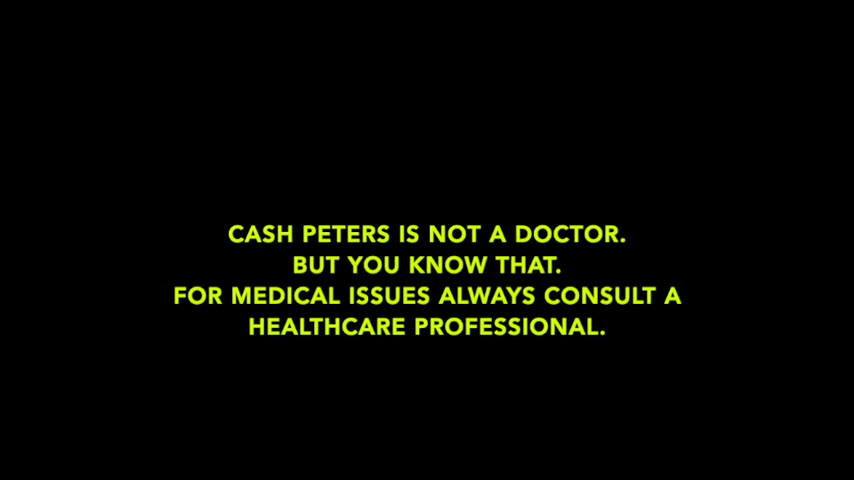 CASH PETERS IS NOT A DOCTOR.
BUT YOU KNOW THAT.
FOR MEDICAL ISSUES ALWAYS CONSULT A
HEALTHCARE PROFESSIONAL.